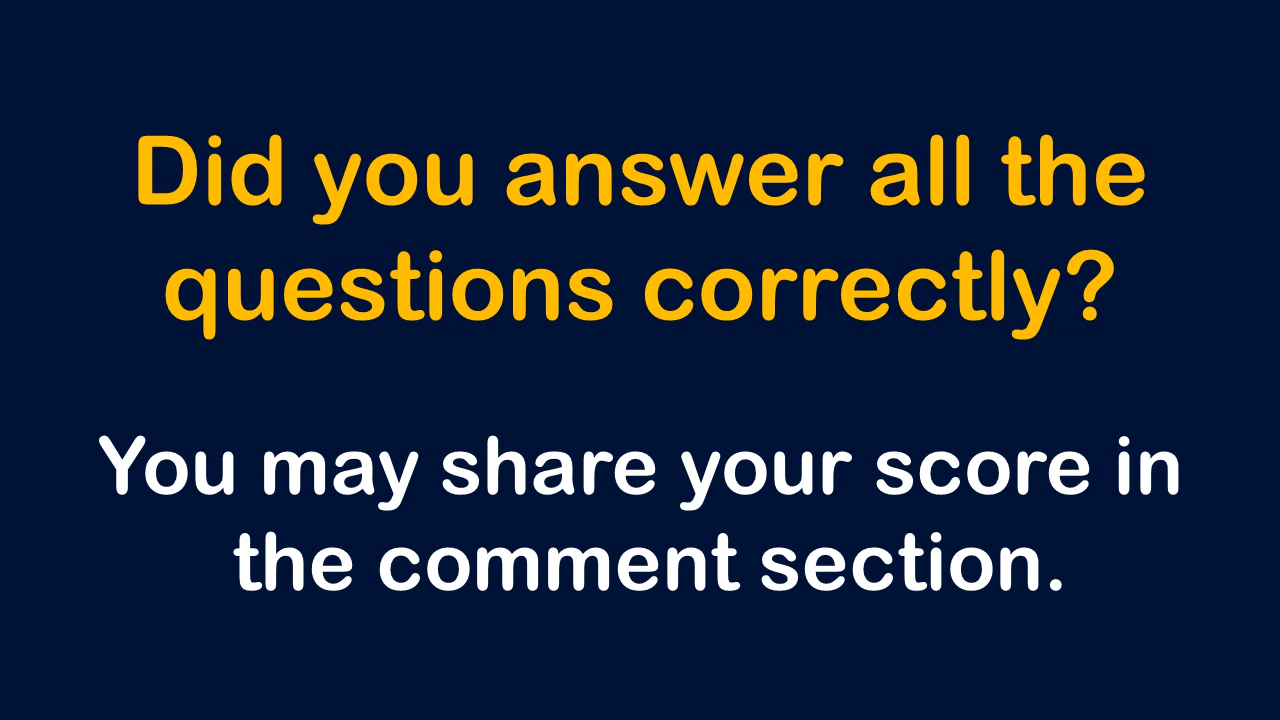 Did you answer all the
questions correctly?
You may share your score in
the comment section.